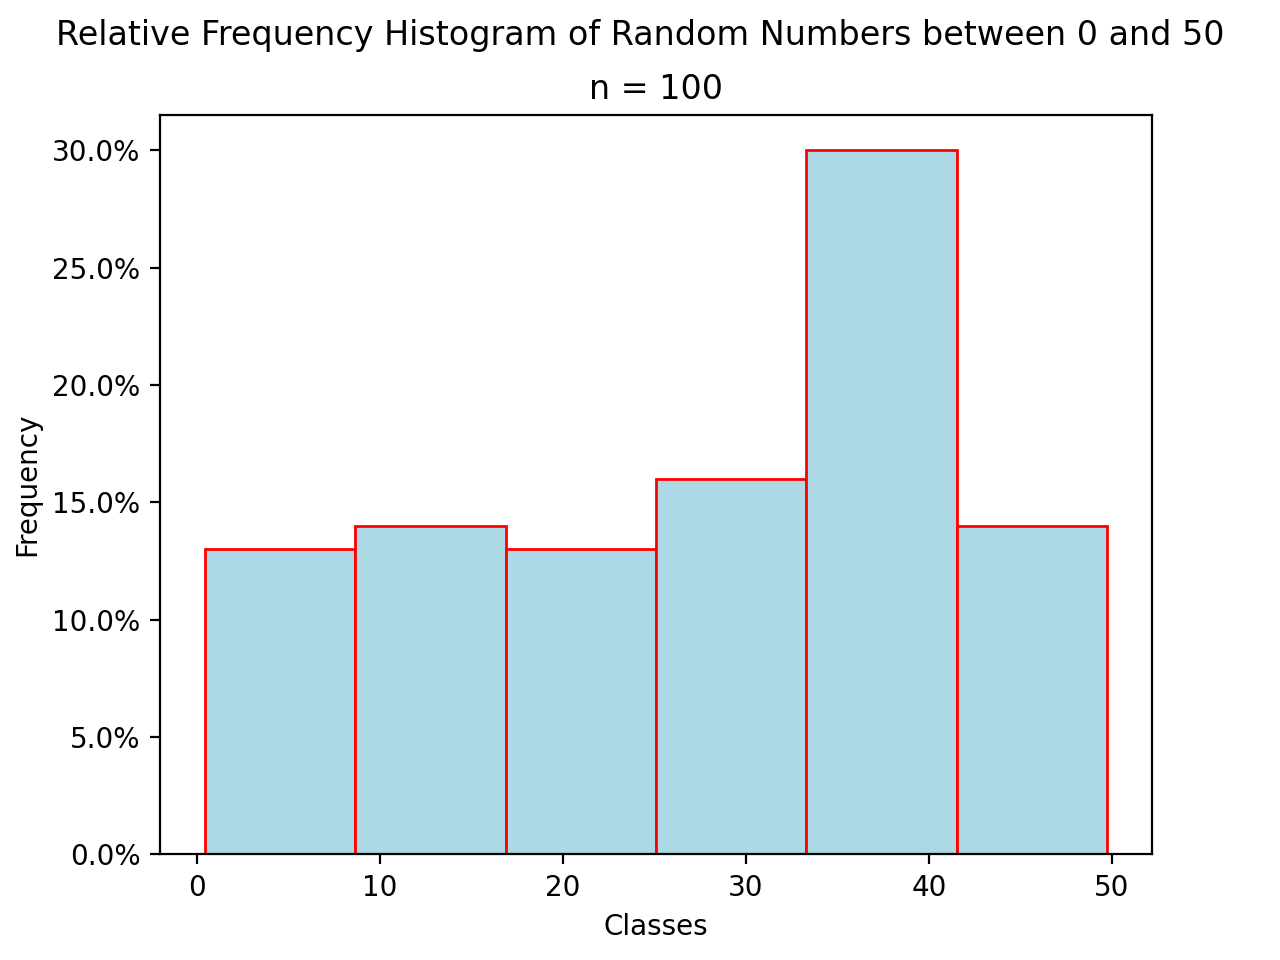 Relative Frequency Histogram of Random Numbers between 0 and 50
n = 100
30.0%
25.0%
20.0%
15.0%
10.0%
5.0%
0.0%
Frequency
0 10 20 30 40 50
Classes